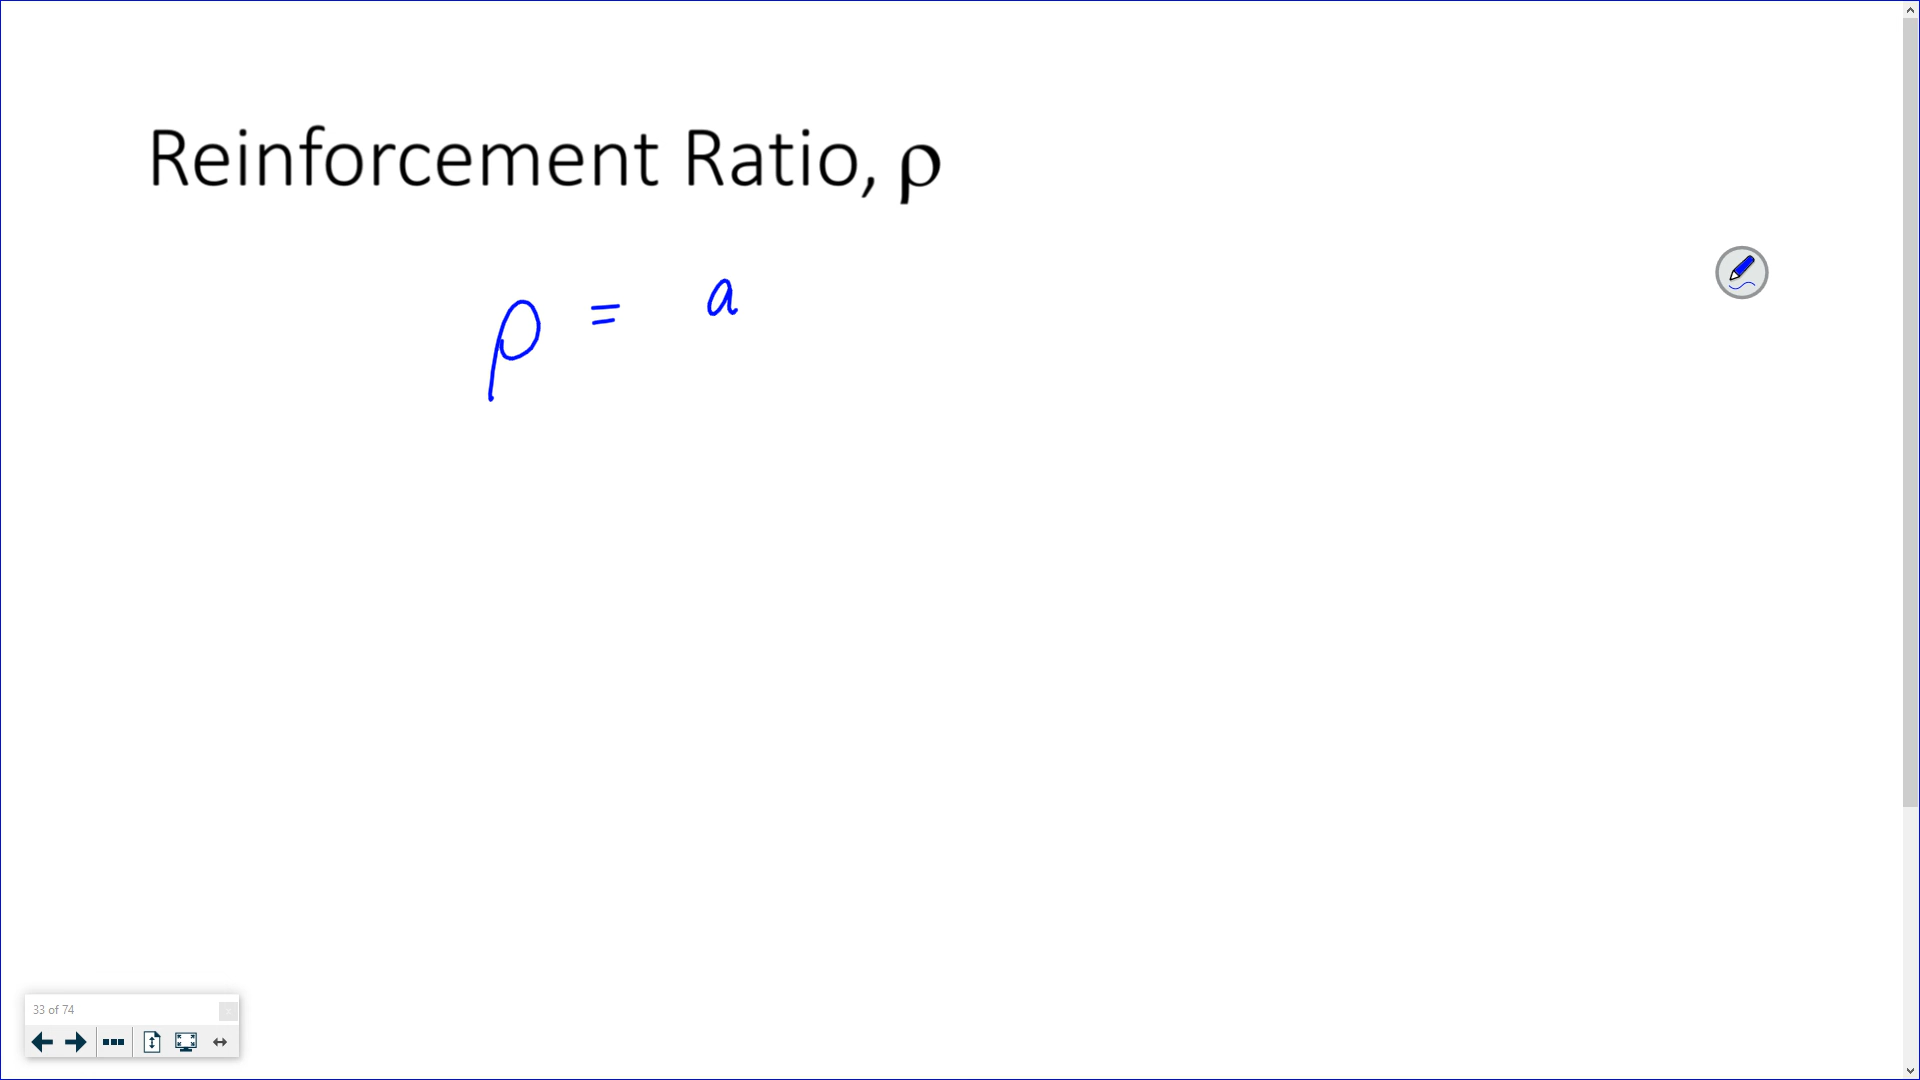 Reinforcement Ratio, ρ
ρ = a
33 of 74